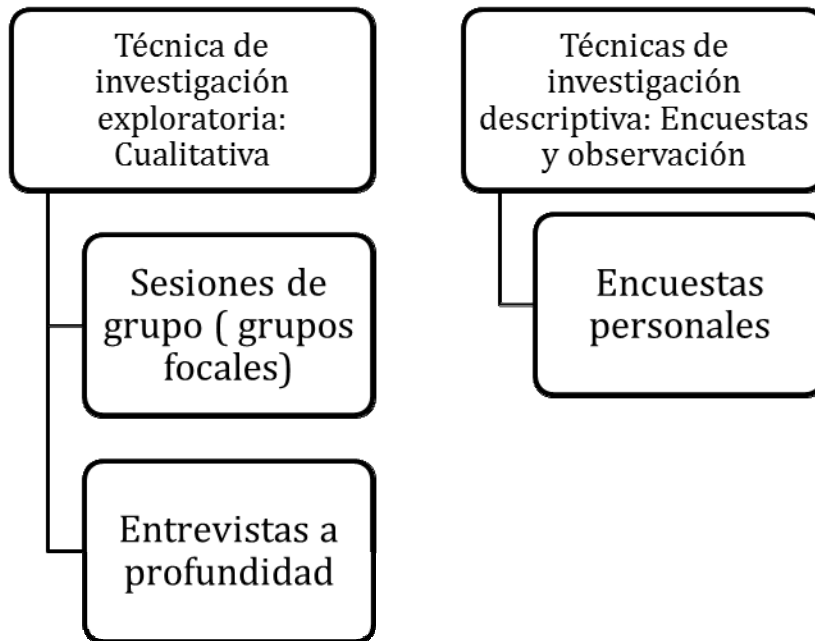 Técnica de
investigación
exploratoria:
Cualitativa
Sesiones de
grupo ( grupos
focales)
Entrevistas a
profundidad
Técnicas de
investigación
descriptiva: Encuestas
y observación
Encuestas
personales